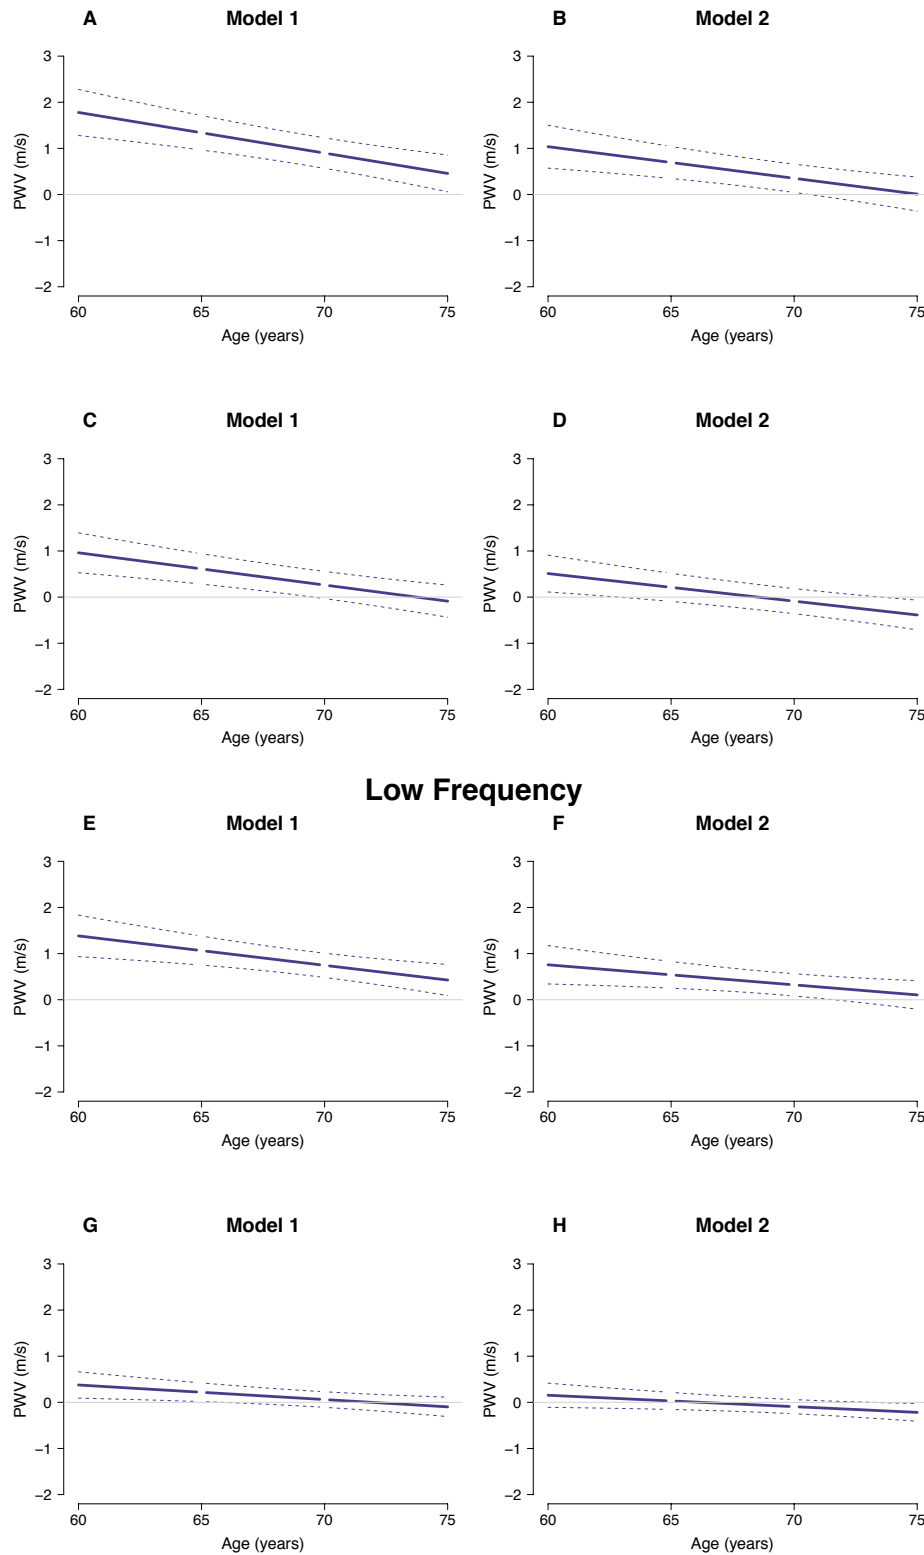 A Model 1
B Model 2
PWV (m/s)
3
2
1
0
−1
−2
60 65 70 75
Age (years)
PWV (m/s)
3
2
1
0
−1
−2
60 65 70 75
Age (years)
C Model 1
D Model 2
PWV (m/s)
3
2
1
0
−1
−2
60 65 70 75
Age (years)
PWV (m/s)
3
2
1
0
−1
−2
60 65 70 75
Age (years)
Low Frequency
E Model 1
F Model 2
PWV (m/s)
3
2
1
0
−1
−2
60 65 70 75
Age (years)
PWV (m/s)
3
2
1
0
−1
−2
60 65 70 75
Age (years)
G Model 1
H Model 2
PWV (m/s)
3
2
1
0
−1
−2
60 65 70 75
Age (years)
PWV (m/s)
3
2
1
0
−1
−2
60 65 70 75
Age (years)